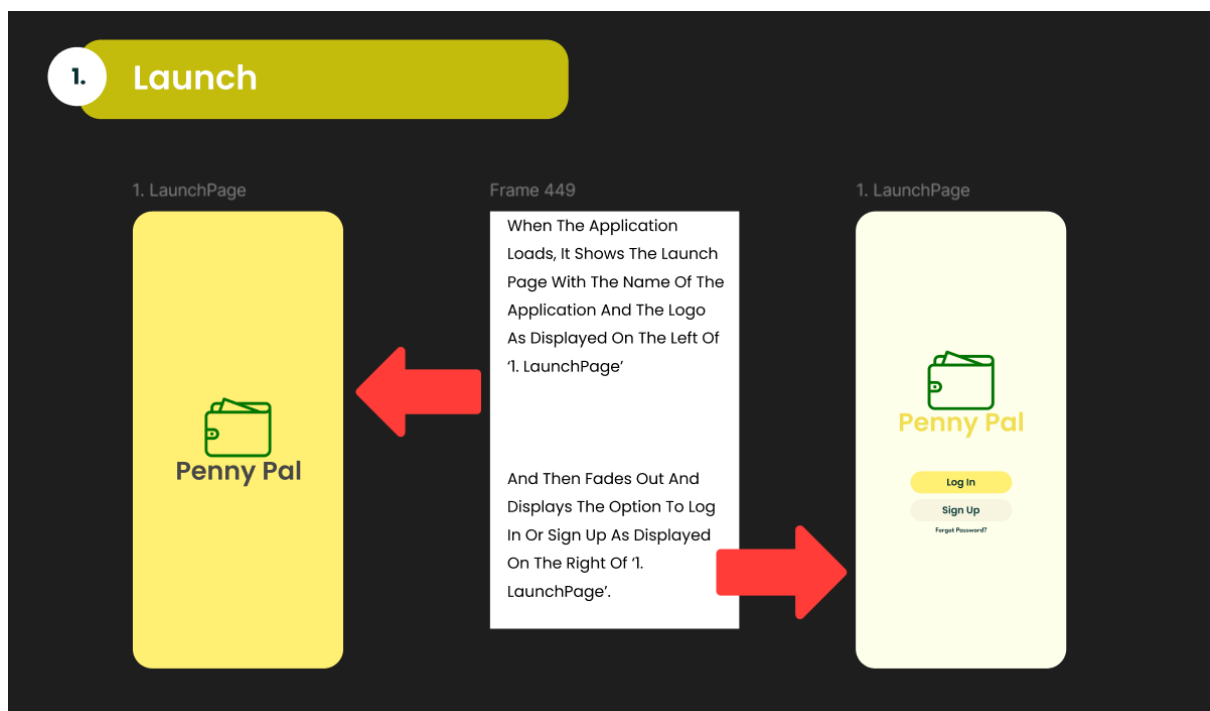 1.
Launch
1. LaunchPage
Penny Pal
Frame 449
When The Application
Loads, It Shows The Launch
Page With The Name Of The
Application And The Logo
As Displayed On The Left Of
‘1. LaunchPage’
And Then Fades Out And
Displays The Option To Log
In Or Sign Up As Displayed
On The Right Of ‘1.
LaunchPage’.
1. LaunchPage
Penny Pal
Log In
Sign Up
Forgot Password?